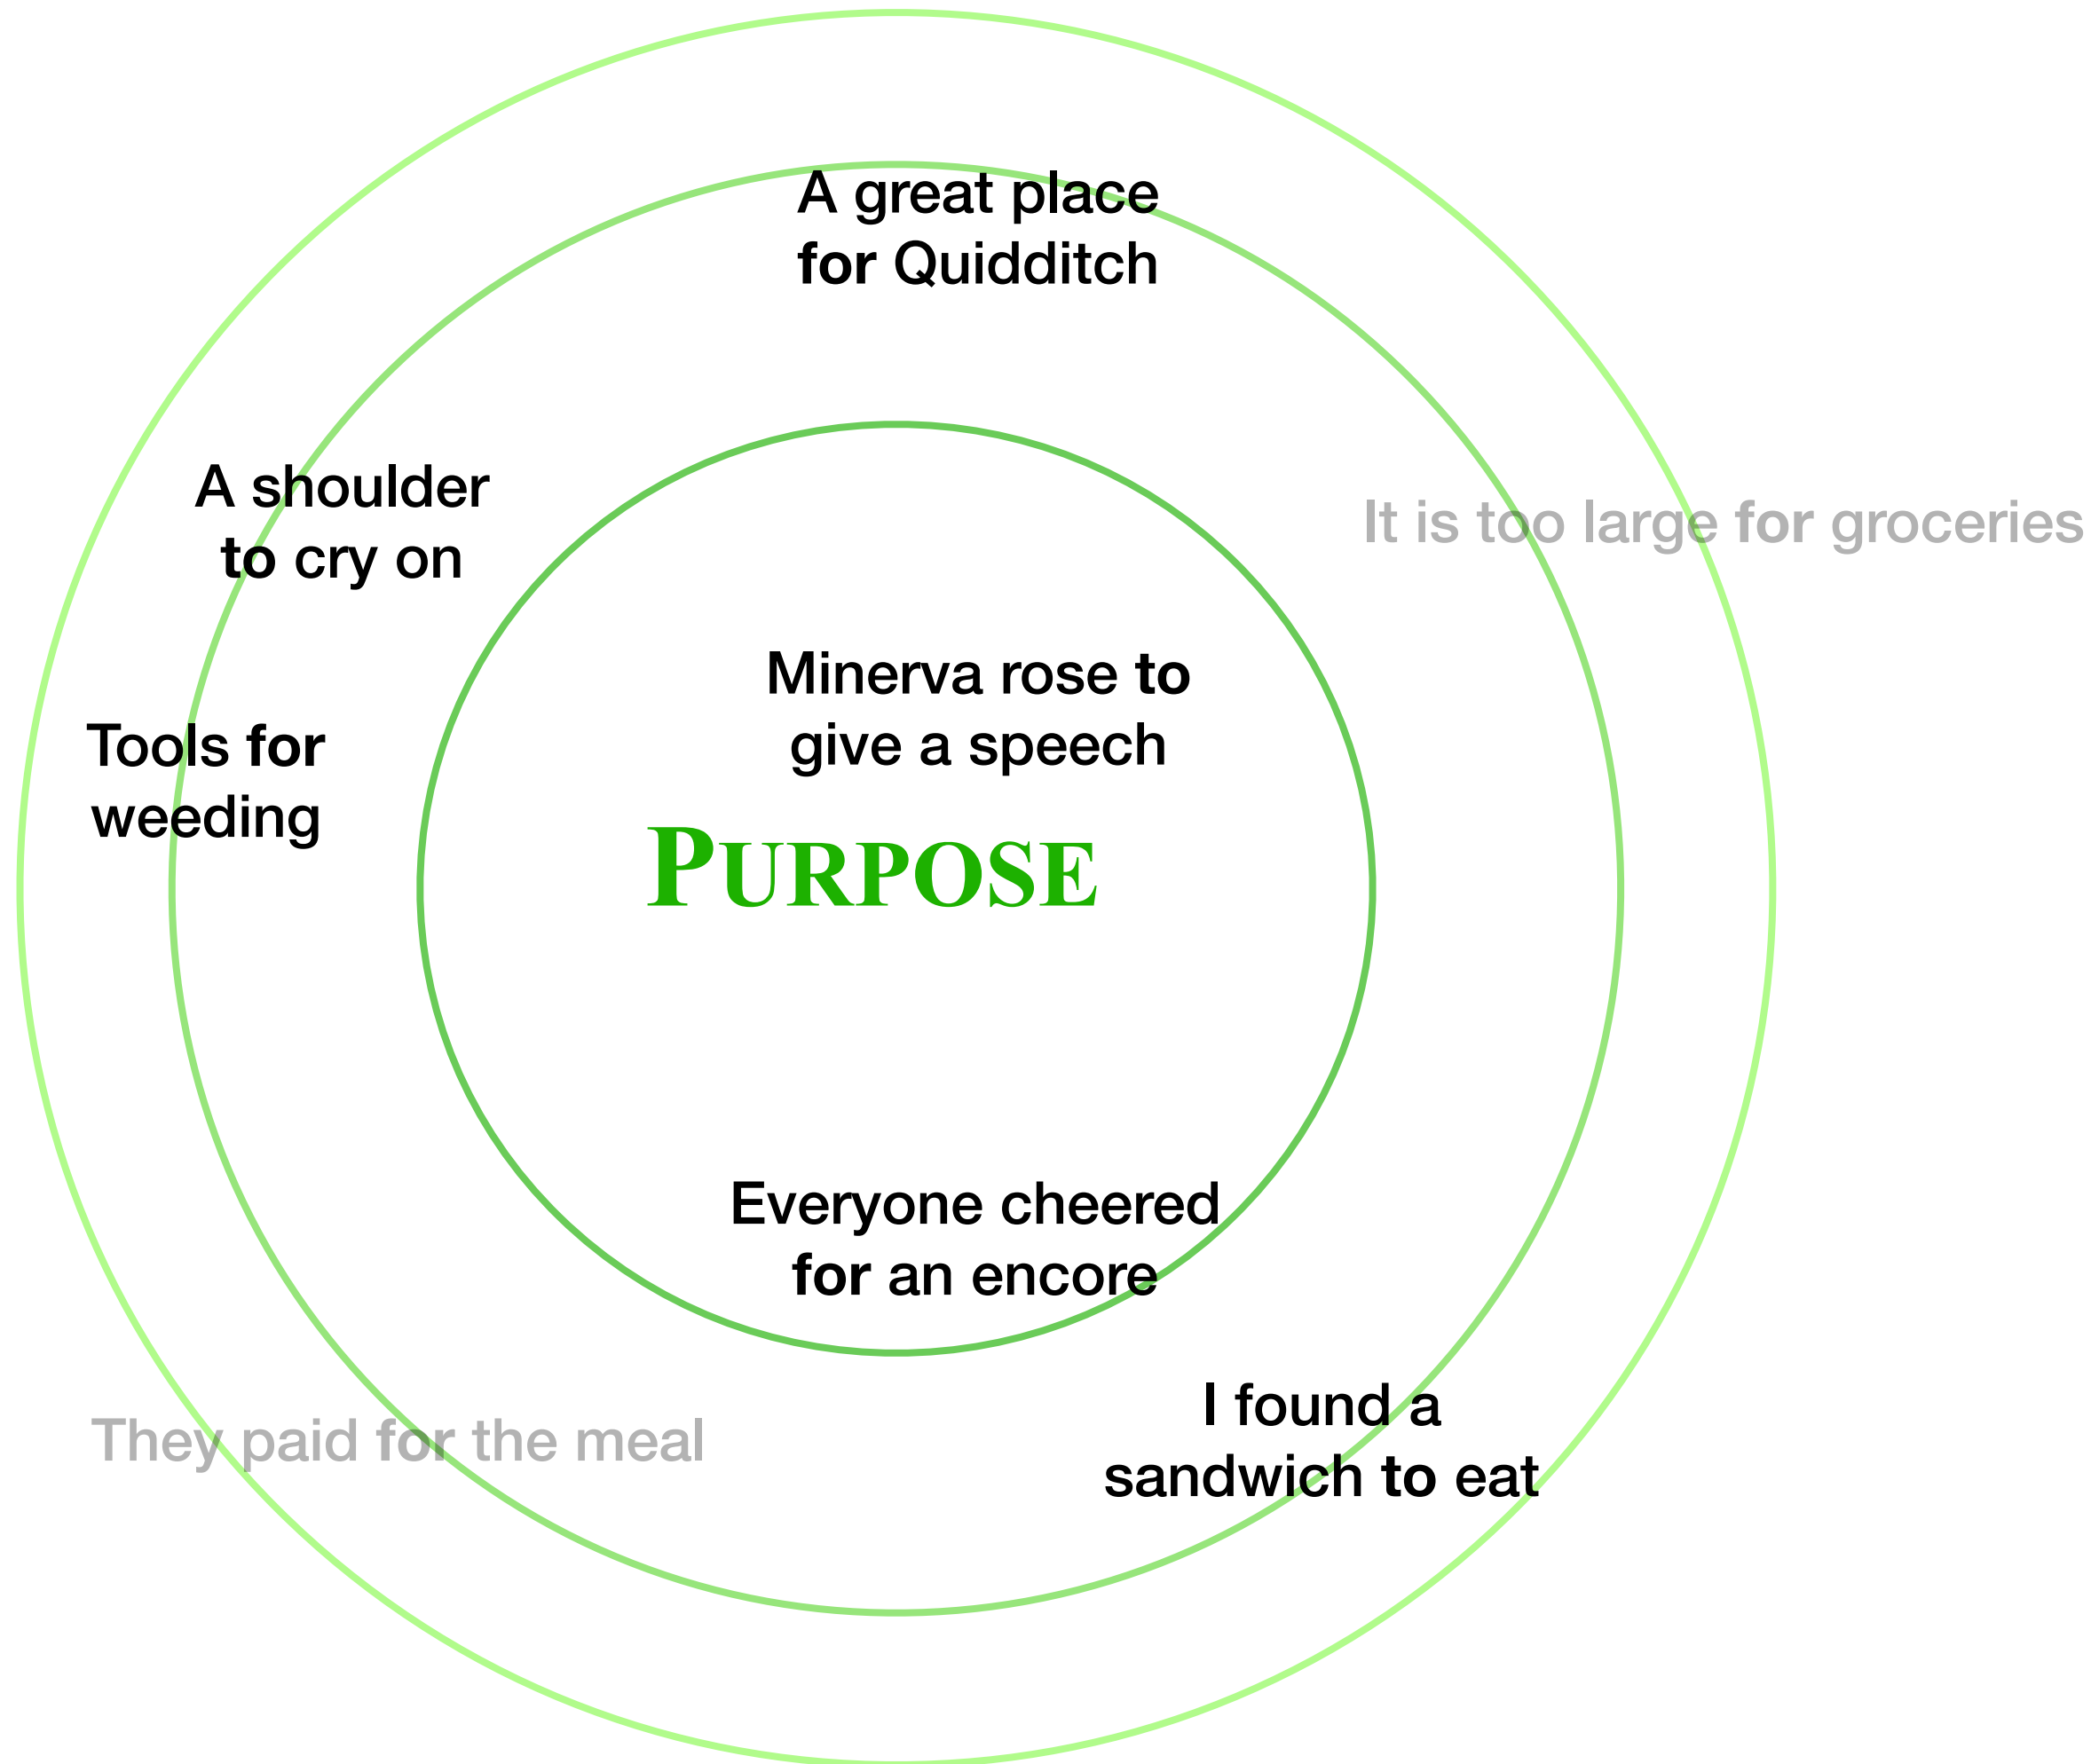 A great place
for Quidditch
A shoulder
to cry on
It is too large for groceries
Minerva rose to
give a speech
Tools for
weeding
PURPOSE
Everyone cheered
for an encore
I found a
sandwich to eat
They paid for the meal